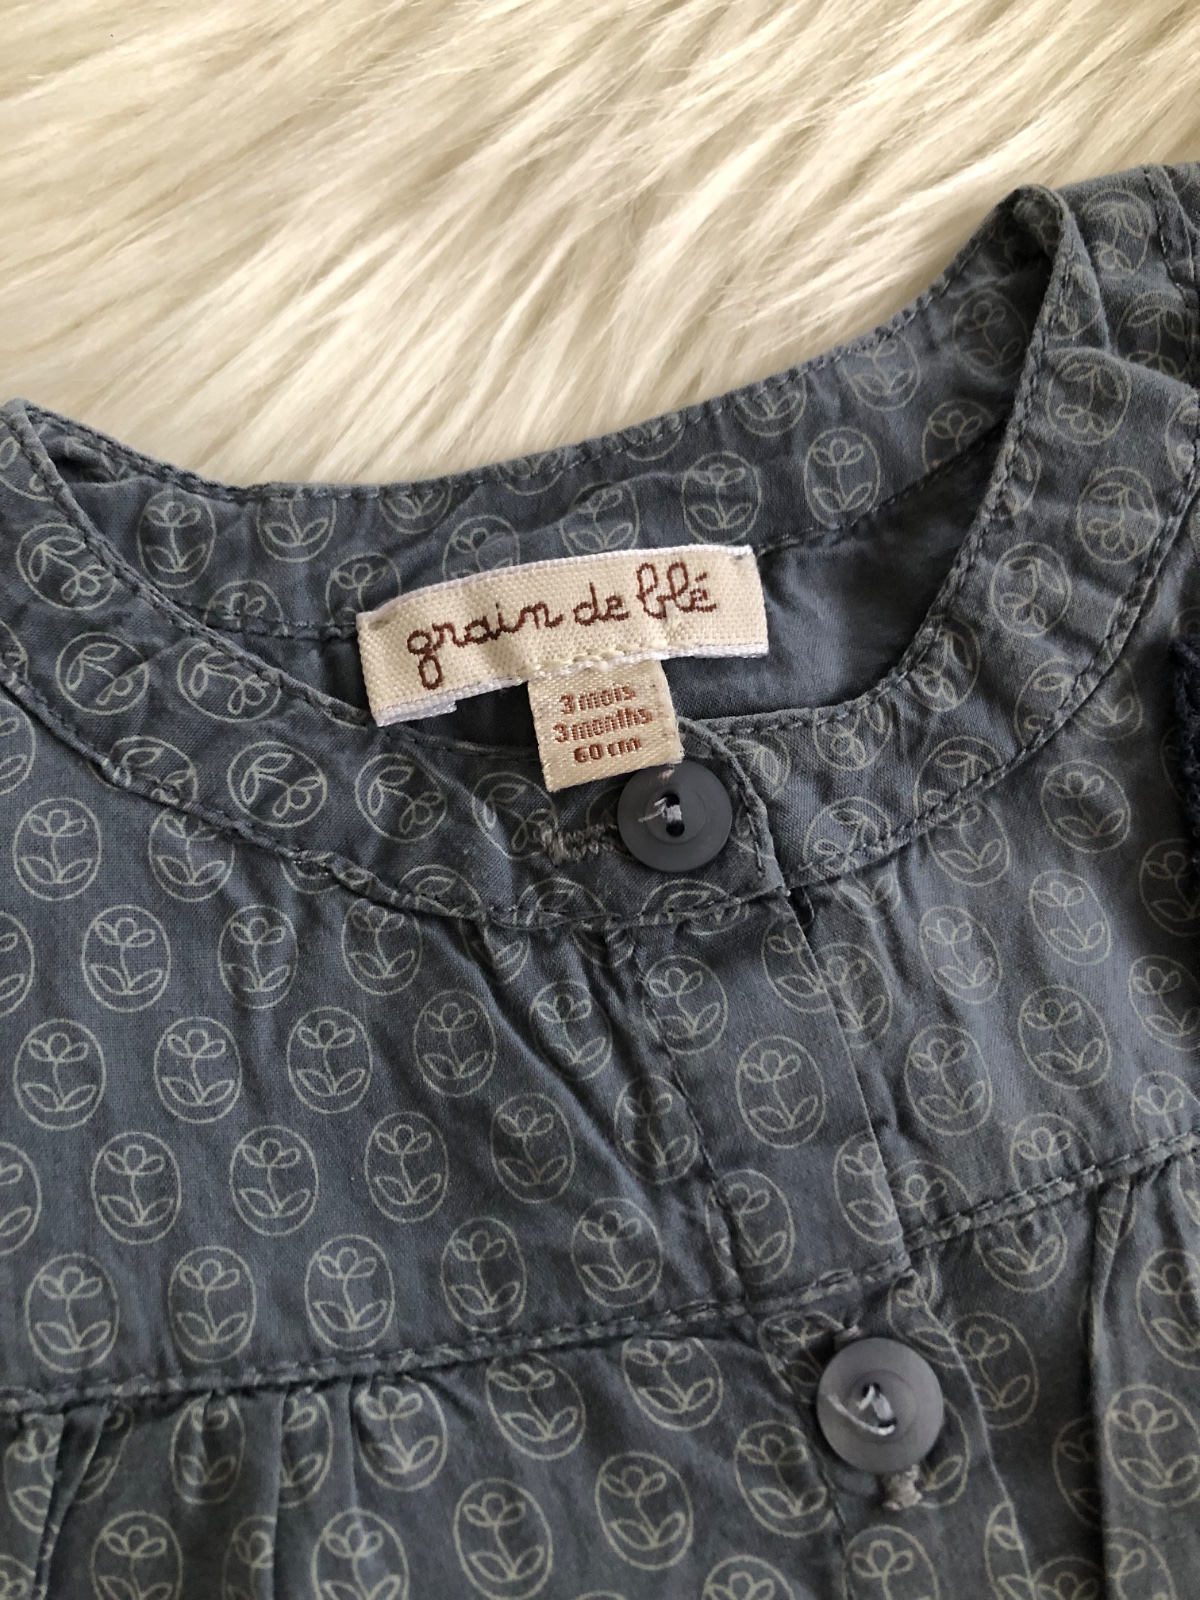 grain de blé
3 mois
3 months
60 cm